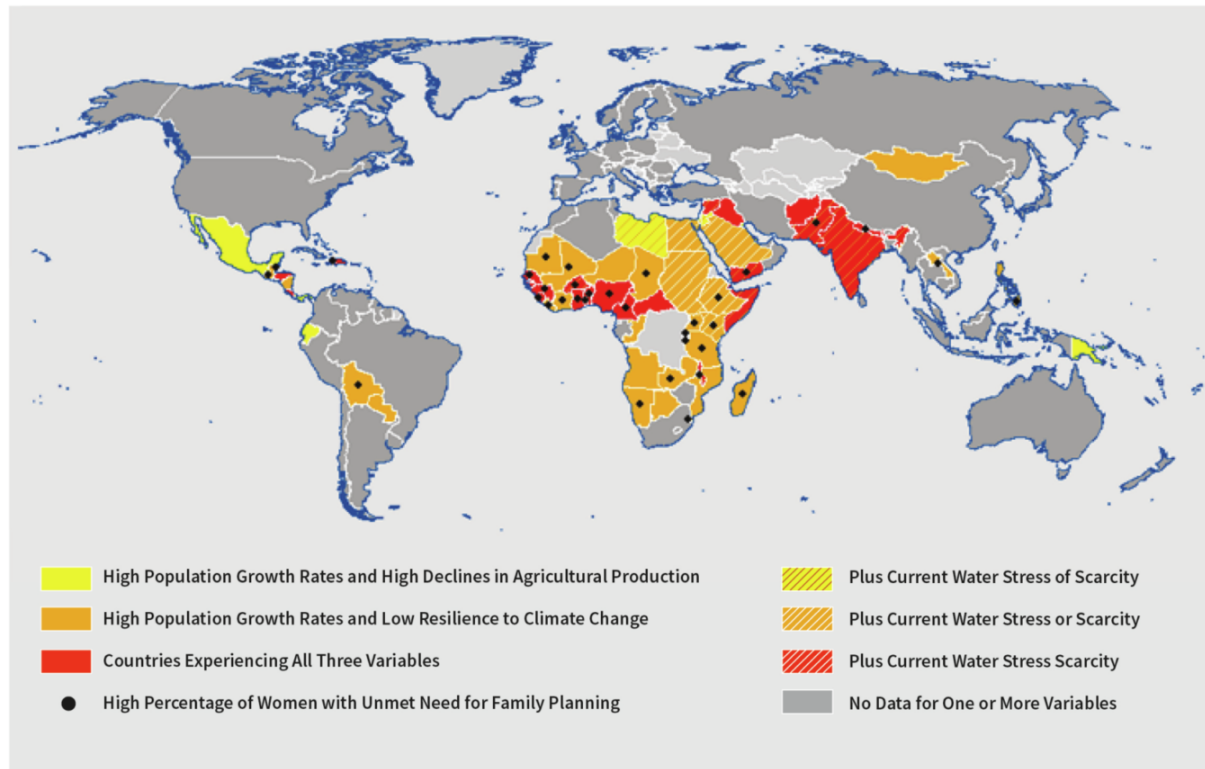 High Population Growth Rates and High Declines in Agricultural Production
High Population Growth Rates and Low Resilience to Climate Change
Countries Experiencing All Three Variables
High Percentage of Women with Unmet Need for Family Planning
Plus Current Water Stress of Scarcity
Plus Current Water Stress or Scarcity
Plus Current Water Stress Scarcity
No Data for One or More Variables